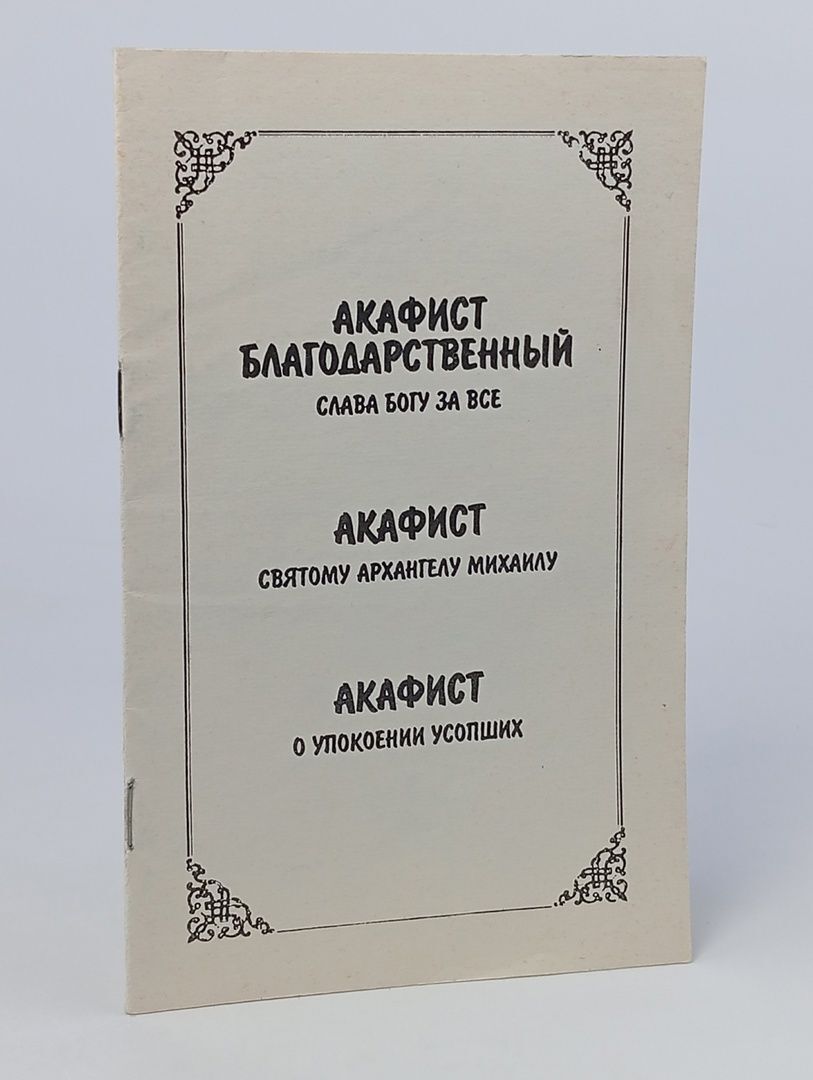 АКАФИСТ
БЛАГОДАРСТВЕННЫЙ
СЛАВА БОГУ ЗА ВСЕ
АКАФИСТ
СВЯТОМУ АРХАНГЕЛУ МИХАИЛУ
АКАФИСТ
О УПОКОЕНИИ УСОПШИХ